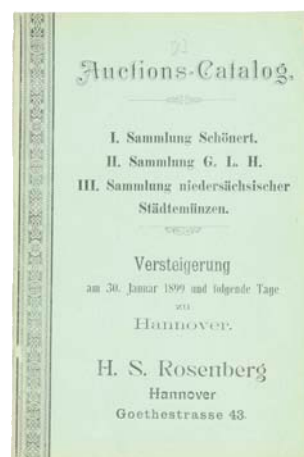 Auctions-Catalog.
I. Sammlung Schönert.
II. Sammlung G. L. H.
III. Sammlung niedersächsischer
Städtemünzen.
Versteigerung
am 30. Januar 1899 und folgende Tage
zu
Hannover.
H. S. Rosenberg
Hannover
Goethestrasse 43.